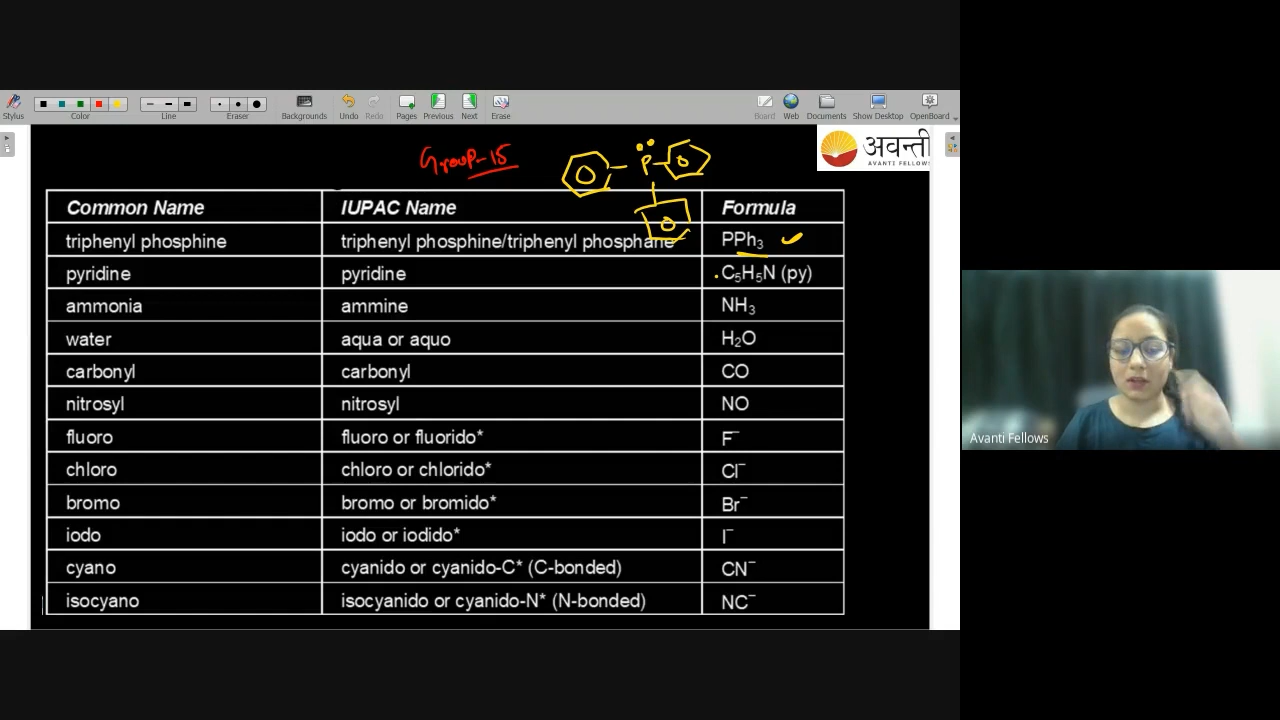 Stylus Color Line Eraser Backgrounds Undo Redo Pages Previous Next Erase Board Web Documents Show Desktop OpenBoard
Group-15
P
अवन्ती
AVANTI FELLOWS
Common Name IUPAC Name Formula
triphenyl phosphine triphenyl phosphine/triphenyl phosphane PPh₃
pyridine pyridine C₅H₅N (py)
ammonia ammine NH₃
water aqua or aquo H₂O
carbonyl carbonyl CO
nitrosyl nitrosyl NO
fluoro fluoro or fluorido* F⁻
chloro chloro or chlorido* Cl⁻
bromo bromo or bromido* Br⁻
iodo iodo or iodido* I⁻
cyano cyanido or cyanido-C* (C-bonded) CN⁻
isocyano isocyanido or cyanido-N* (N-bonded) NC⁻
Avanti Fellows